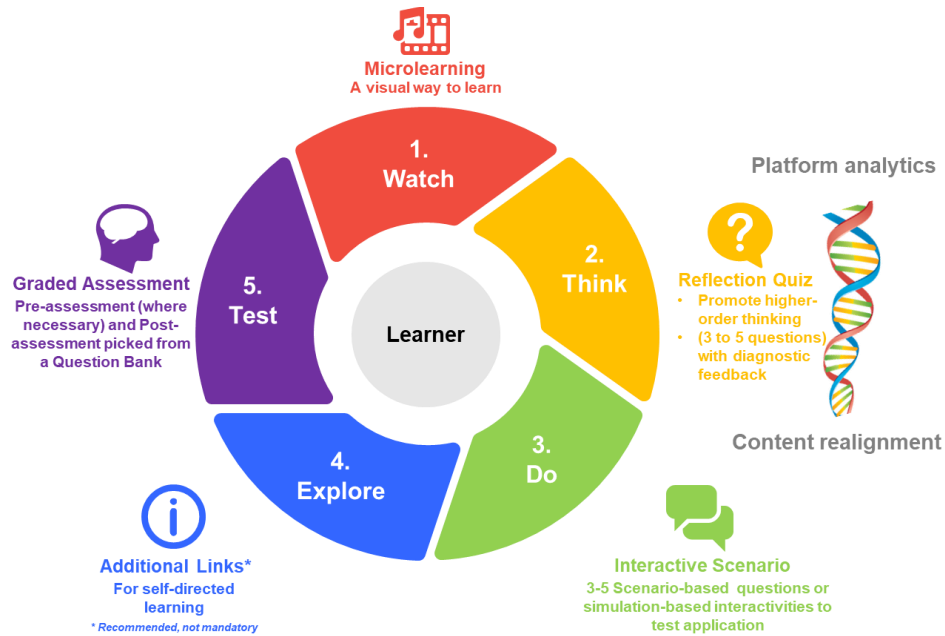 Microlearning
A visual way to learn
1.
Watch
Platform analytics
2.
Think
Reflection Quiz
• Promote higher-
order thinking
• (3 to 5 questions)
with diagnostic
feedback
Content realignment
3.
Do
Interactive Scenario
3-5 Scenario-based questions or
simulation-based interactivities to
test application
4.
Explore
Additional Links*
For self-directed
learning
* Recommended, not mandatory
5.
Test
Graded Assessment
Pre-assessment (where
necessary) and Post-
assessment picked from
a Question Bank
Learner